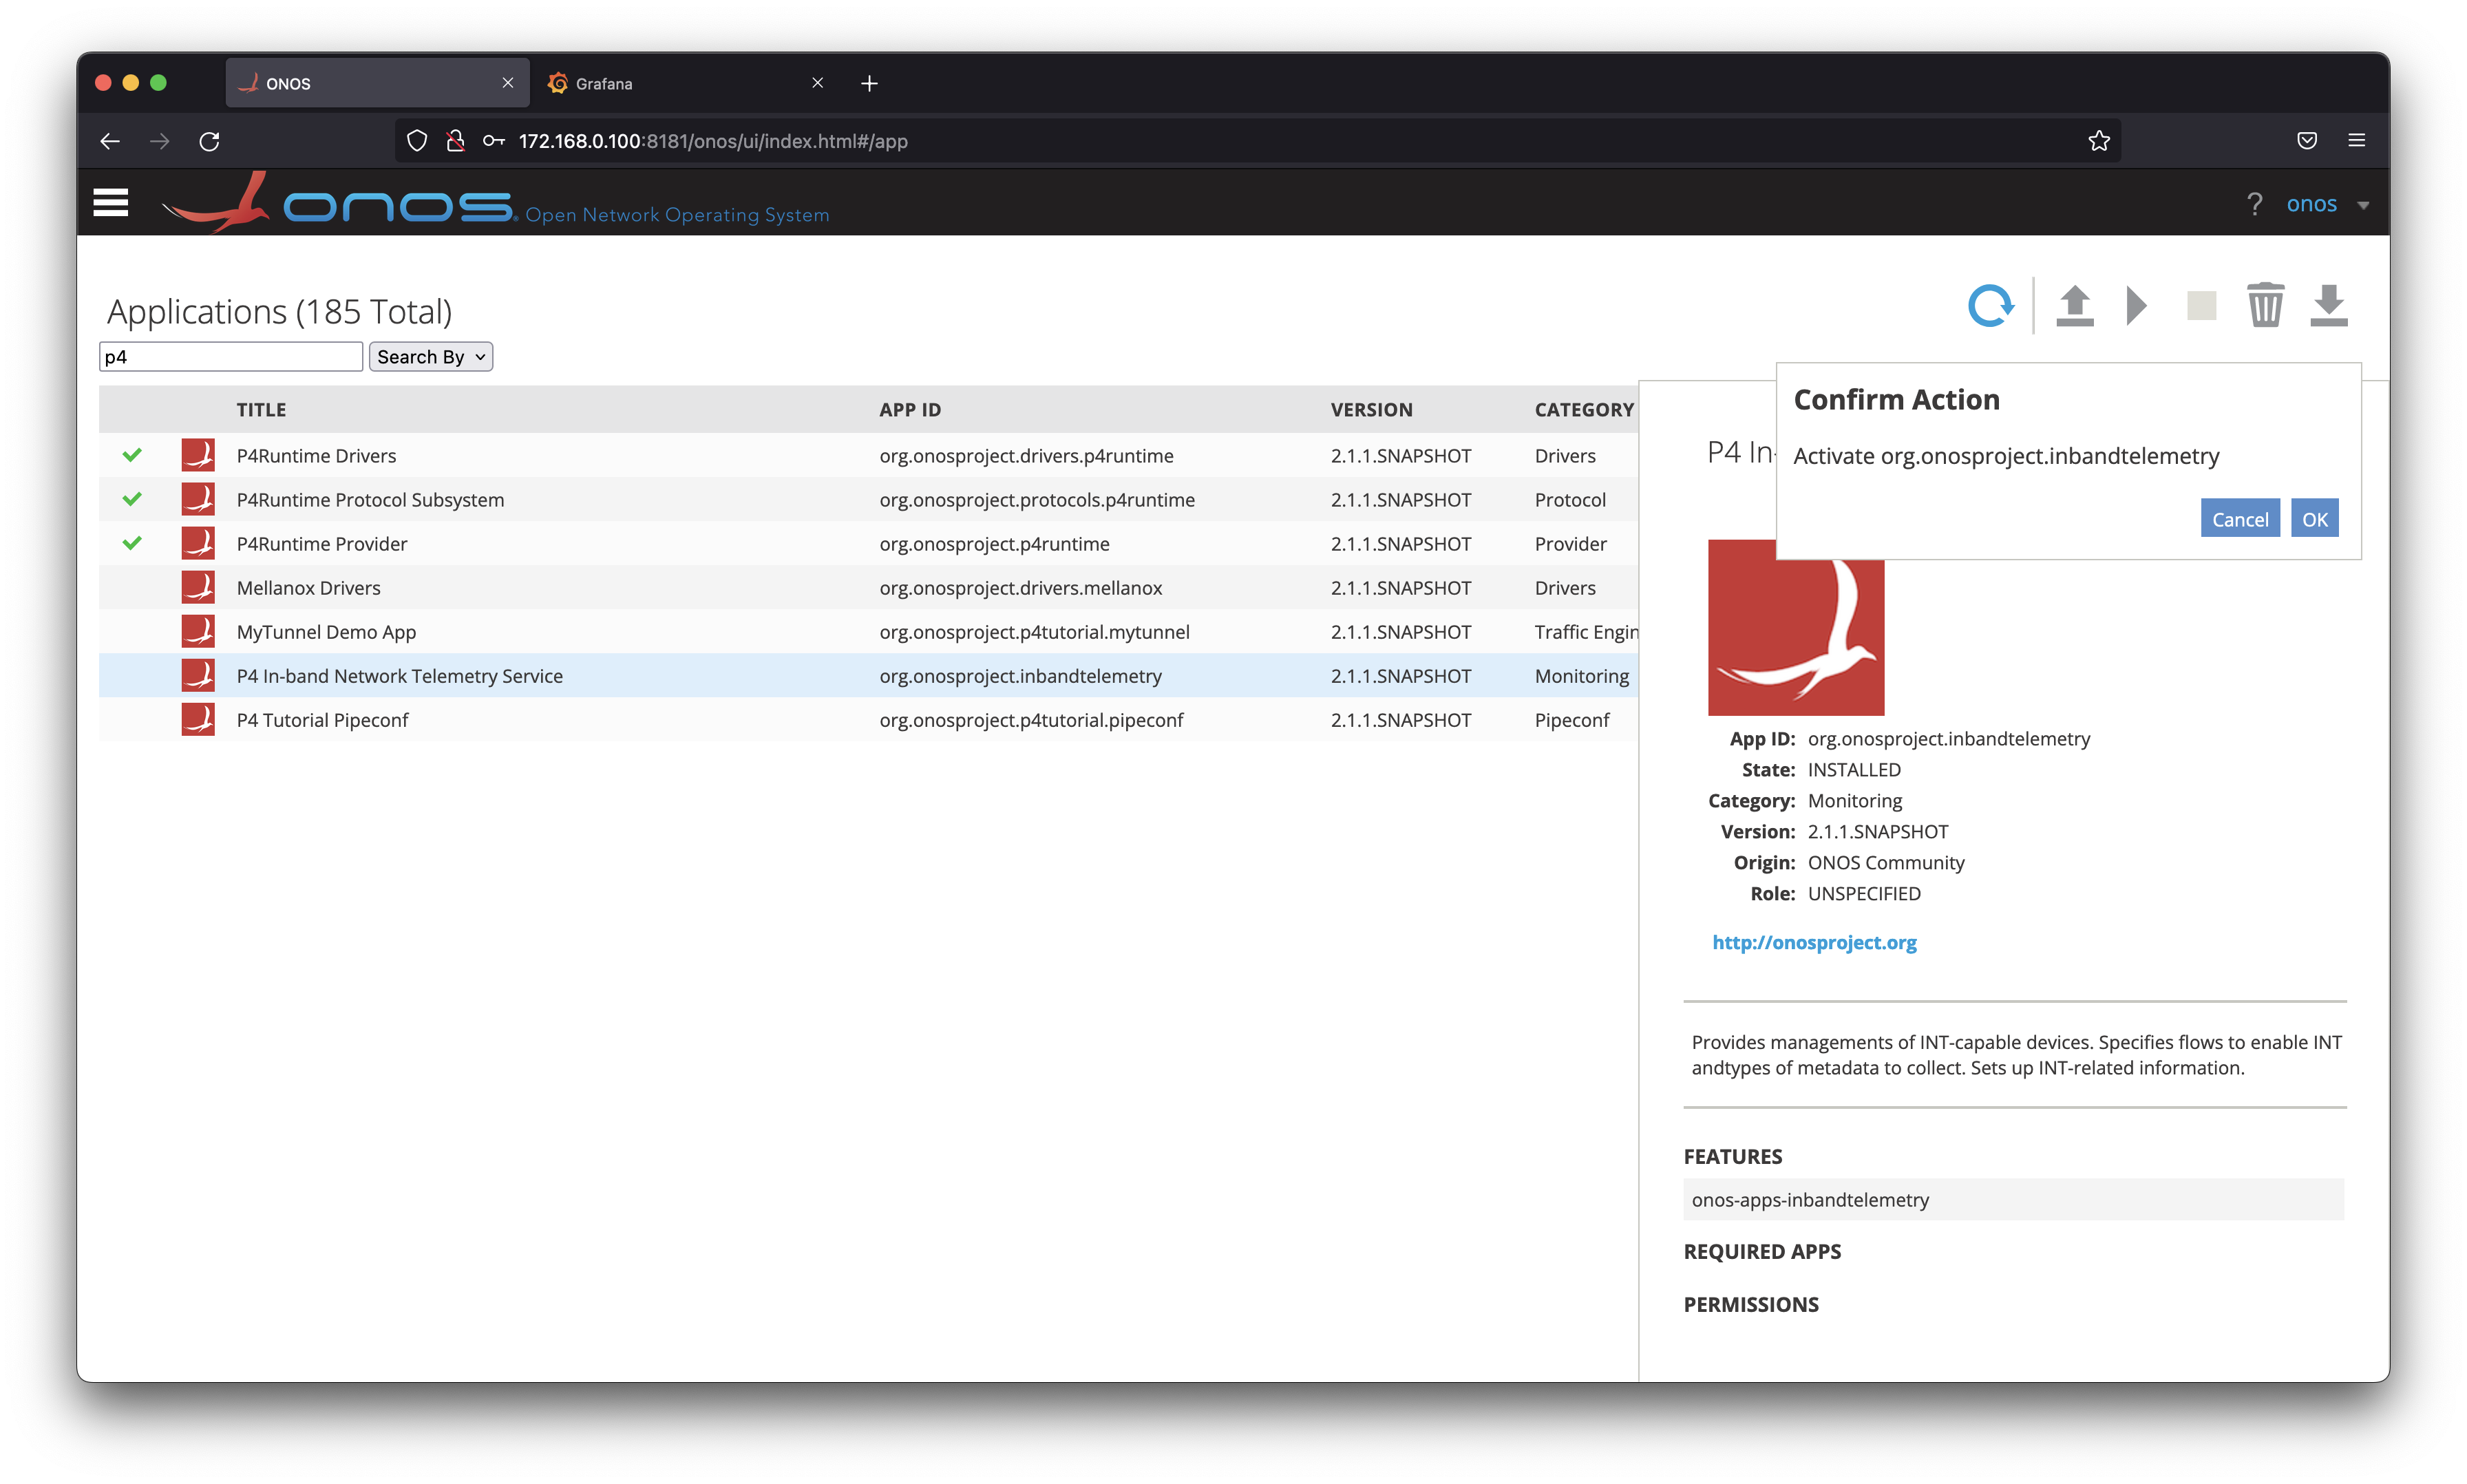 ONOS
Grafana
172.168.0.100:8181/onos/ui/index.html#/app
onos Open Network Operating System
? onos
Applications (185 Total)
p4 Search By
TITLE APP ID VERSION CATEGORY
P4Runtime Drivers org.onosproject.drivers.p4runtime 2.1.1.SNAPSHOT Drivers
P4Runtime Protocol Subsystem org.onosproject.protocols.p4runtime 2.1.1.SNAPSHOT Protocol
P4Runtime Provider org.onosproject.p4runtime 2.1.1.SNAPSHOT Provider
Mellanox Drivers org.onosproject.drivers.mellanox 2.1.1.SNAPSHOT Drivers
MyTunnel Demo App org.onosproject.p4tutorial.mytunnel 2.1.1.SNAPSHOT Traffic Engin
P4 In-band Network Telemetry Service org.onosproject.inbandtelemetry 2.1.1.SNAPSHOT Monitoring
P4 Tutorial Pipeconf org.onosproject.p4tutorial.pipeconf 2.1.1.SNAPSHOT Pipeconf
Confirm Action
Activate org.onosproject.inbandtelemetry
Cancel OK
P4 In-
App ID: org.onosproject.inbandtelemetry
State: INSTALLED
Category: Monitoring
Version: 2.1.1.SNAPSHOT
Origin: ONOS Community
Role: UNSPECIFIED
http://onosproject.org
Provides managements of INT-capable devices. Specifies flows to enable INT
andtypes of metadata to collect. Sets up INT-related information.
FEATURES
onos-apps-inbandtelemetry
REQUIRED APPS
PERMISSIONS